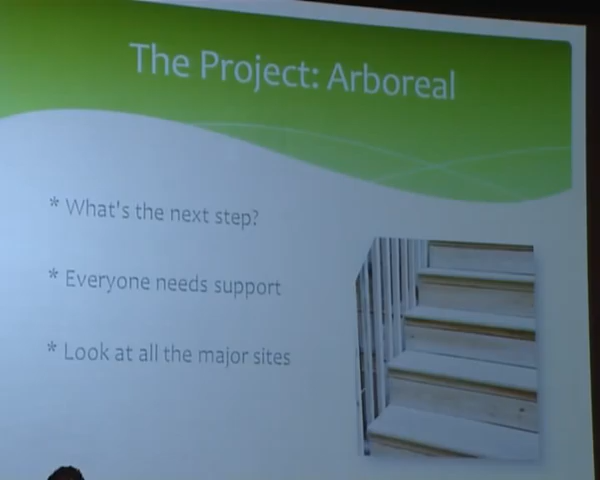 The Project: Arboreal
* What's the next step?
* Everyone needs support
* Look at all the major sites